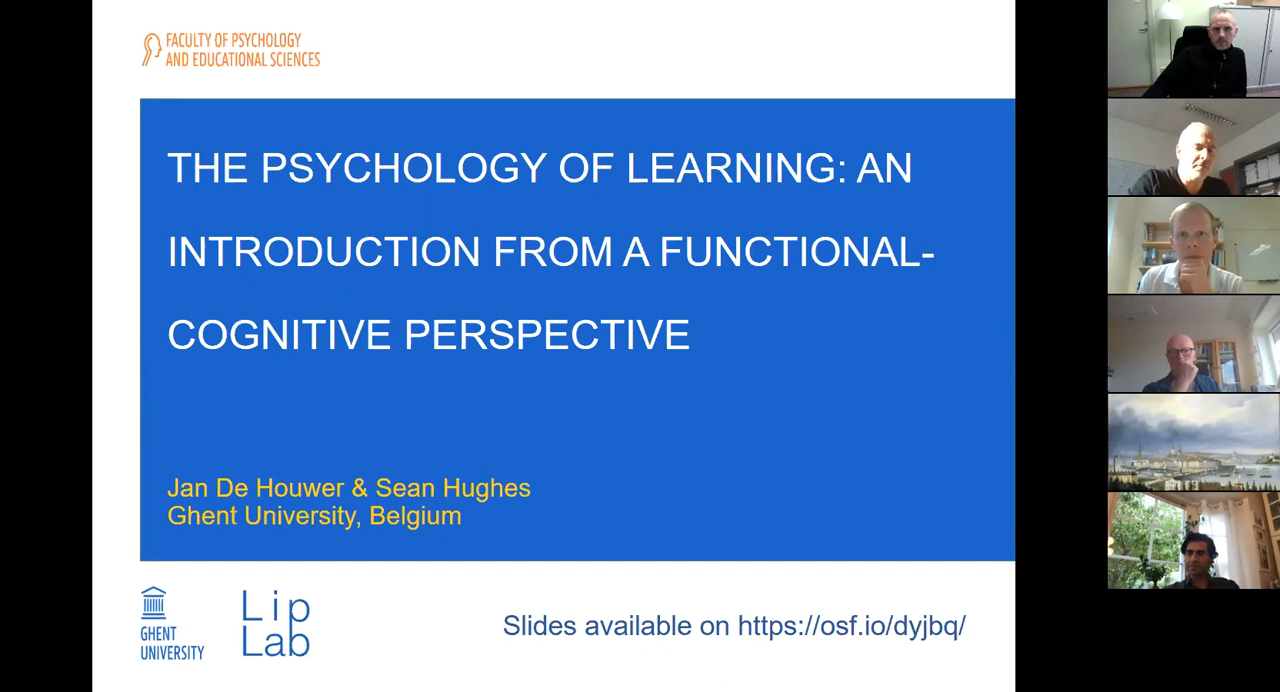 FACULTY OF PSYCHOLOGY
AND EDUCATIONAL SCIENCES
THE PSYCHOLOGY OF LEARNING: AN
INTRODUCTION FROM A FUNCTIONAL-
COGNITIVE PERSPECTIVE
Jan De Houwer & Sean Hughes
Ghent University, Belgium
GHENT
UNIVERSITY
Lip
Lab
Slides available on https://osf.io/dyjbq/